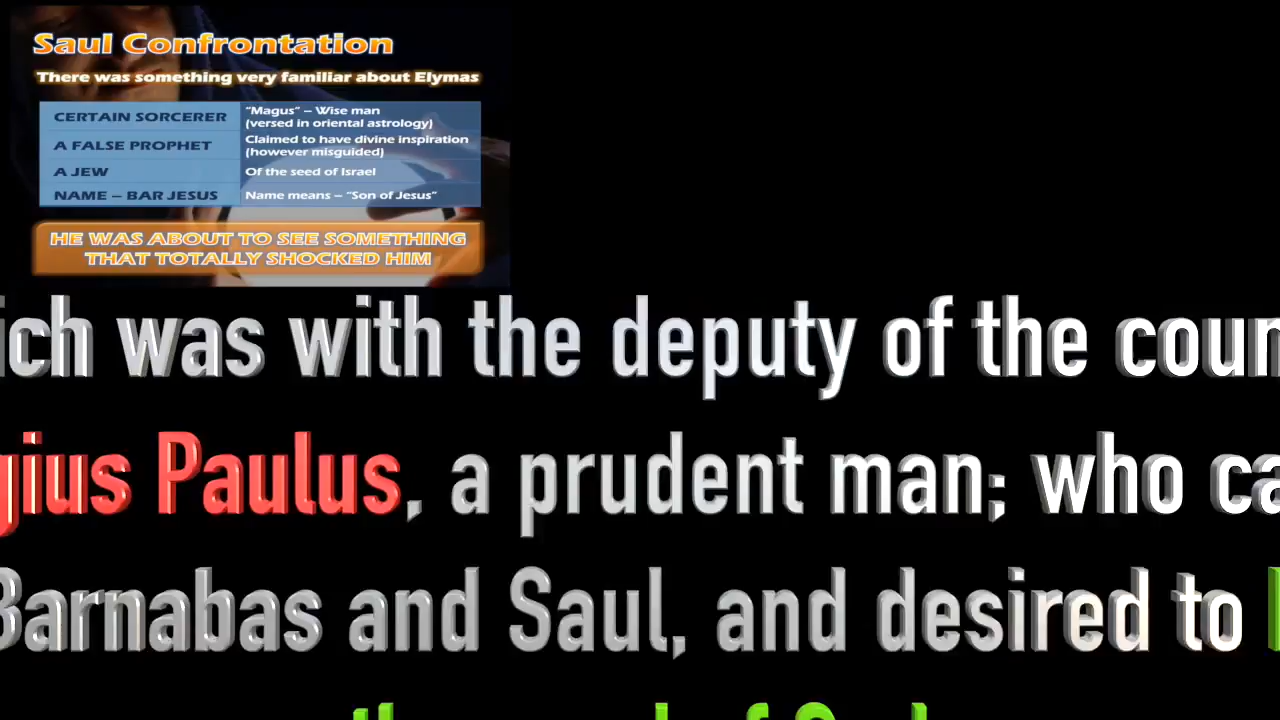 Saul Confrontation
There was something very familiar about Elymas
CERTAIN SORCERER
"Magus" – Wise man
(versed in oriental astrology)
A FALSE PROPHET
Claimed to have divine inspiration
(however misguided)
A JEW
Of the seed of Israel
NAME – BAR JESUS
Name means – "Son of Jesus"
HE WAS ABOUT TO SEE SOMETHING
THAT TOTALLY SHOCKED HIM
ich was with the deputy of the coun
gius Paulus, a prudent man; who ca
Barnabas and Saul, and desired to